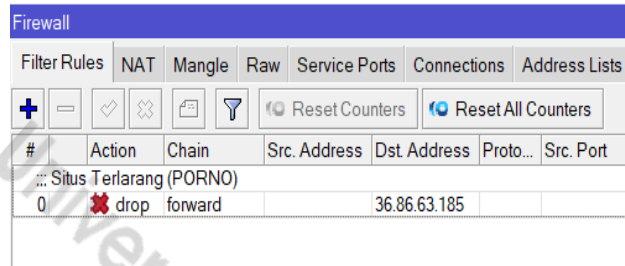 Firewall
Filter Rules NAT Mangle Raw Service Ports Connections Address Lists
Reset Counters Reset All Counters
# Action Chain Src. Address Dst. Address Proto... Src. Port
;;; Situs Terlarang (PORNO)
0 drop forward 36.86.63.185